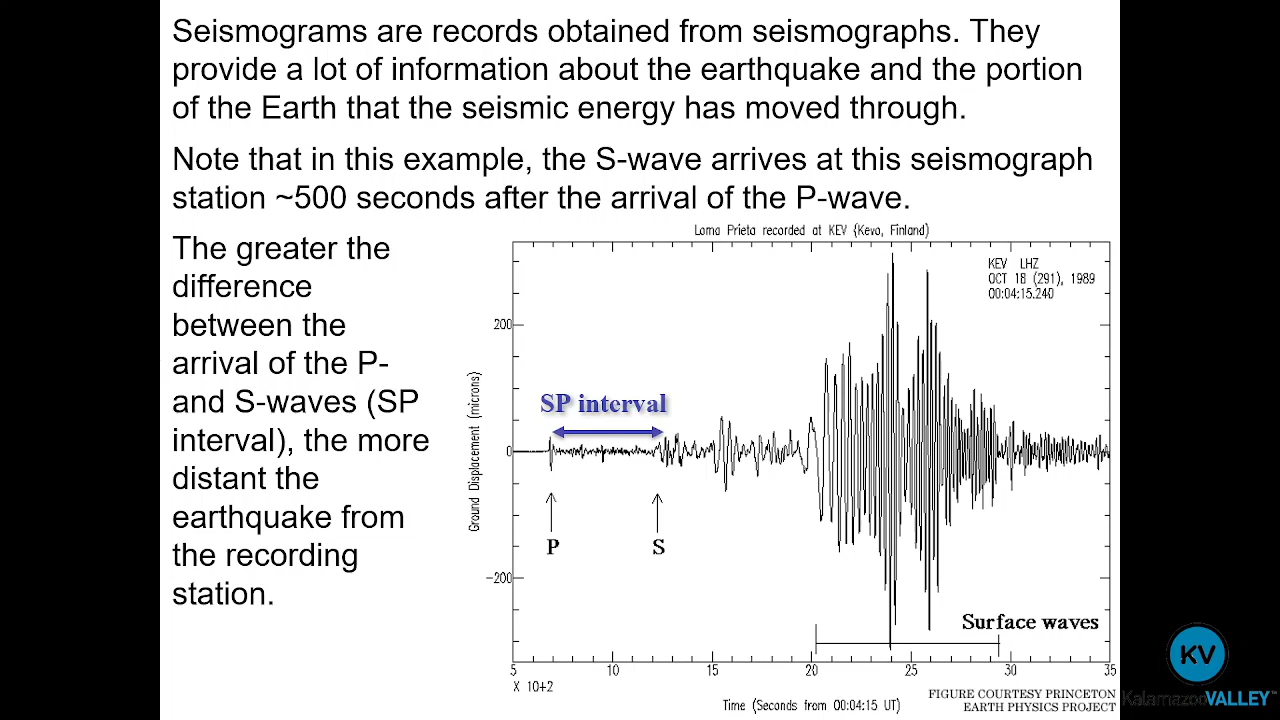 Seismograms are records obtained from seismographs. They
provide a lot of information about the earthquake and the portion
of the Earth that the seismic energy has moved through.
Note that in this example, the S-wave arrives at this seismograph
station ~500 seconds after the arrival of the P-wave.
The greater the
difference
between the
arrival of the P-
and S-waves (SP
interval), the more
distant the
earthquake from
the recording
station.
Loma Prieta recorded at KEV (Kevo, Finland)
KEV LHZ
OCT 18 (291), 1989
00:04:15.240
200
0
-200
Ground Displacement (microns)
SP interval
P
S
Surface waves
5 10 15 20 25 30 35
X 10+2
Time (Seconds from 00:04:15 UT)
FIGURE COURTESY PRINCETON
EARTH PHYSICS PROJECT
KV
KalamazooVALLEY™